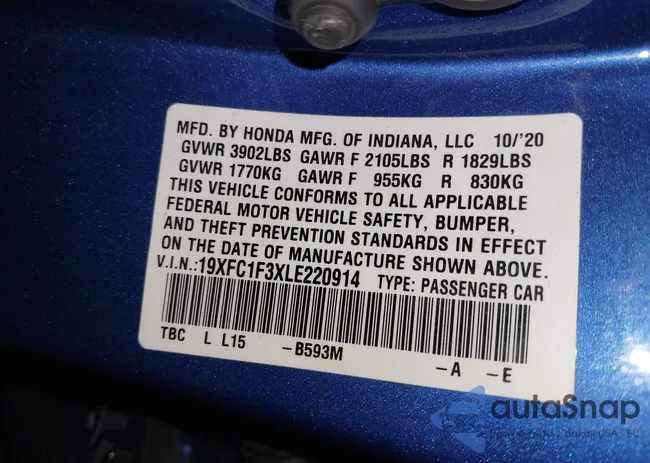 MFD. BY HONDA MFG. OF INDIANA, LLC 10/'20
GVWR 3902LBS GAWR F 2105LBS R 1829LBS
GVWR 1770KG GAWR F 955KG R 830KG
THIS VEHICLE CONFORMS TO ALL APPLICABLE
FEDERAL MOTOR VEHICLE SAFETY, BUMPER,
AND THEFT PREVENTION STANDARDS IN EFFECT
ON THE DATE OF MANUFACTURE SHOWN ABOVE.
V.I.N.:19XFC1F3XLE220914 TYPE: PASSENGER CAR
TBC L L15 -B593M -A -E
autoSnap